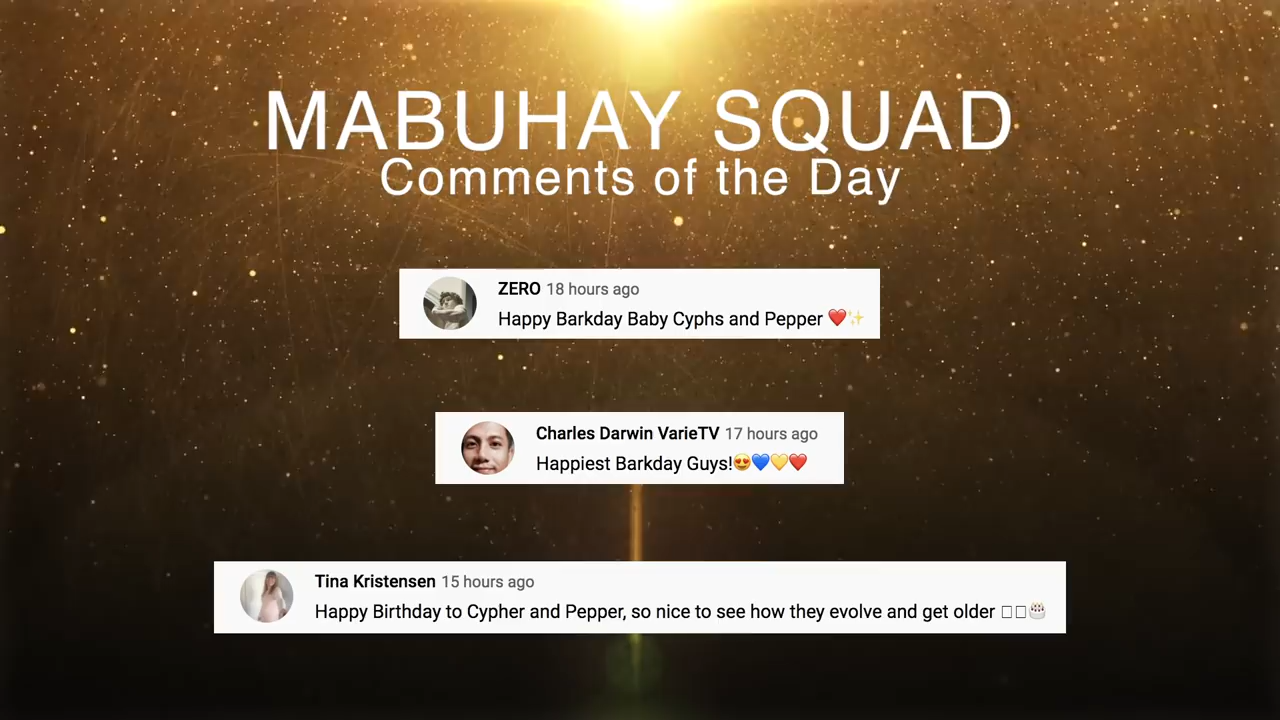 MABUHAY SQUAD
Comments of the Day
ZERO 18 hours ago
Happy Barkday Baby Cyphs and Pepper ❤️✨
Charles Darwin VarieTV 17 hours ago
Happiest Barkday Guys!😍💙💛❤️
Tina Kristensen 15 hours ago
Happy Birthday to Cypher and Pepper, so nice to see how they evolve and get older □□🎂